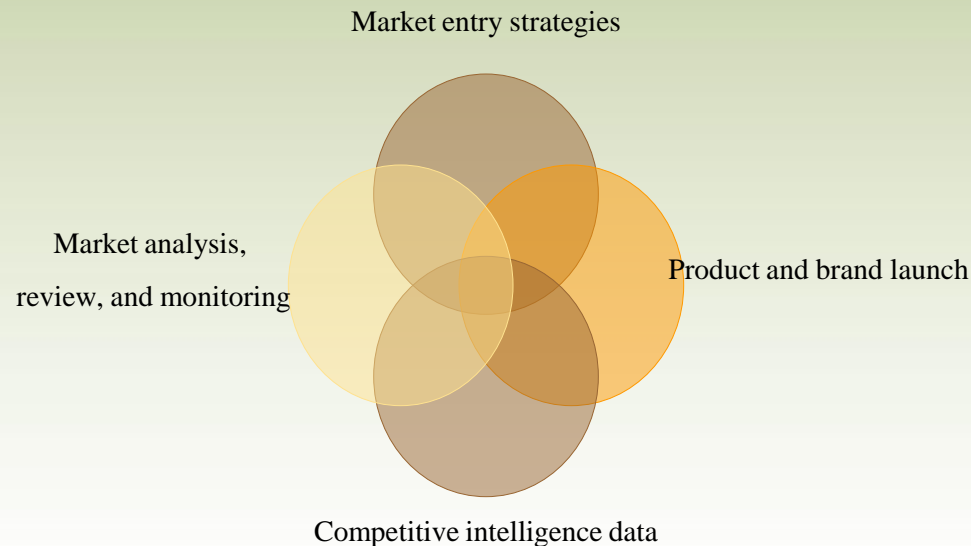 Market entry strategies
Market analysis,
review, and monitoring
Product and brand launch
Competitive intelligence data